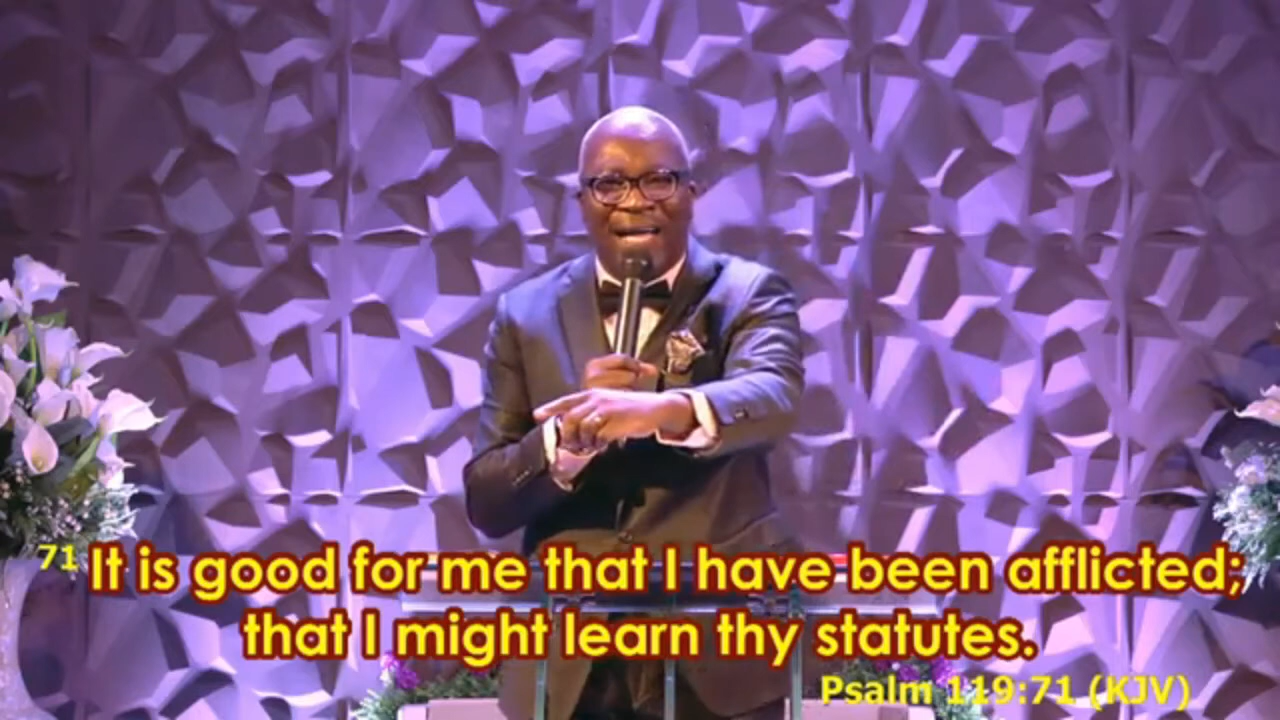 71 It is good for me that I have been afflicted;
that I might learn thy statutes.
Psalm 119:71 (KJV)